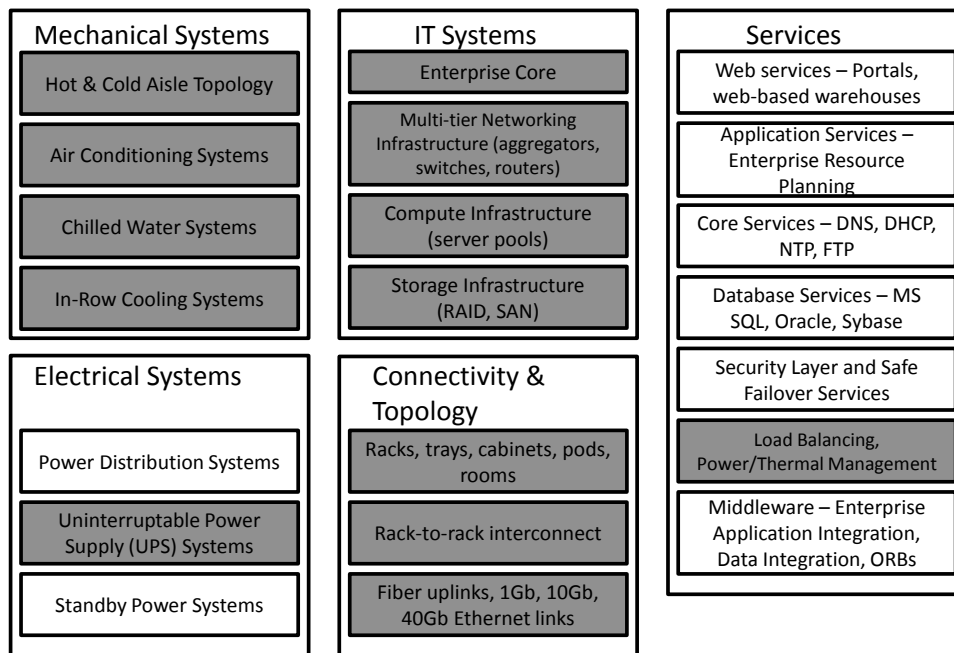 Mechanical Systems
Hot & Cold Aisle Topology
Air Conditioning Systems
Chilled Water Systems
In-Row Cooling Systems
IT Systems
Enterprise Core
Multi-tier Networking
Infrastructure (aggregators,
switches, routers)
Compute Infrastructure
(server pools)
Storage Infrastructure
(RAID, SAN)
Services
Web services – Portals,
web-based warehouses
Application Services –
Enterprise Resource
Planning
Core Services – DNS, DHCP,
NTP, FTP
Database Services – MS
SQL, Oracle, Sybase
Security Layer and Safe
Failover Services
Load Balancing,
Power/Thermal Management
Middleware – Enterprise
Application Integration,
Data Integration, ORBs
Electrical Systems
Power Distribution Systems
Uninterruptable Power
Supply (UPS) Systems
Standby Power Systems
Connectivity &
Topology
Racks, trays, cabinets, pods,
rooms
Rack-to-rack interconnect
Fiber uplinks, 1Gb, 10Gb,
40Gb Ethernet links